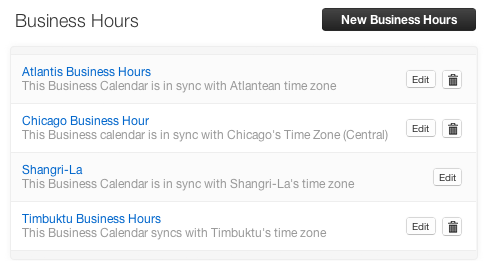 Business Hours
New Business Hours
Atlantis Business Hours
This Business Calendar is in sync with Atlantean time zone
Edit
Chicago Business Hour
This Business calendar is in sync with Chicago's Time Zone (Central)
Edit
Shangri-La
This Business Calendar is in sync with Shangri-La's time zone
Edit
Timbuktu Business Hours
This Business Calendar syncs with Timbuktu's time zone
Edit